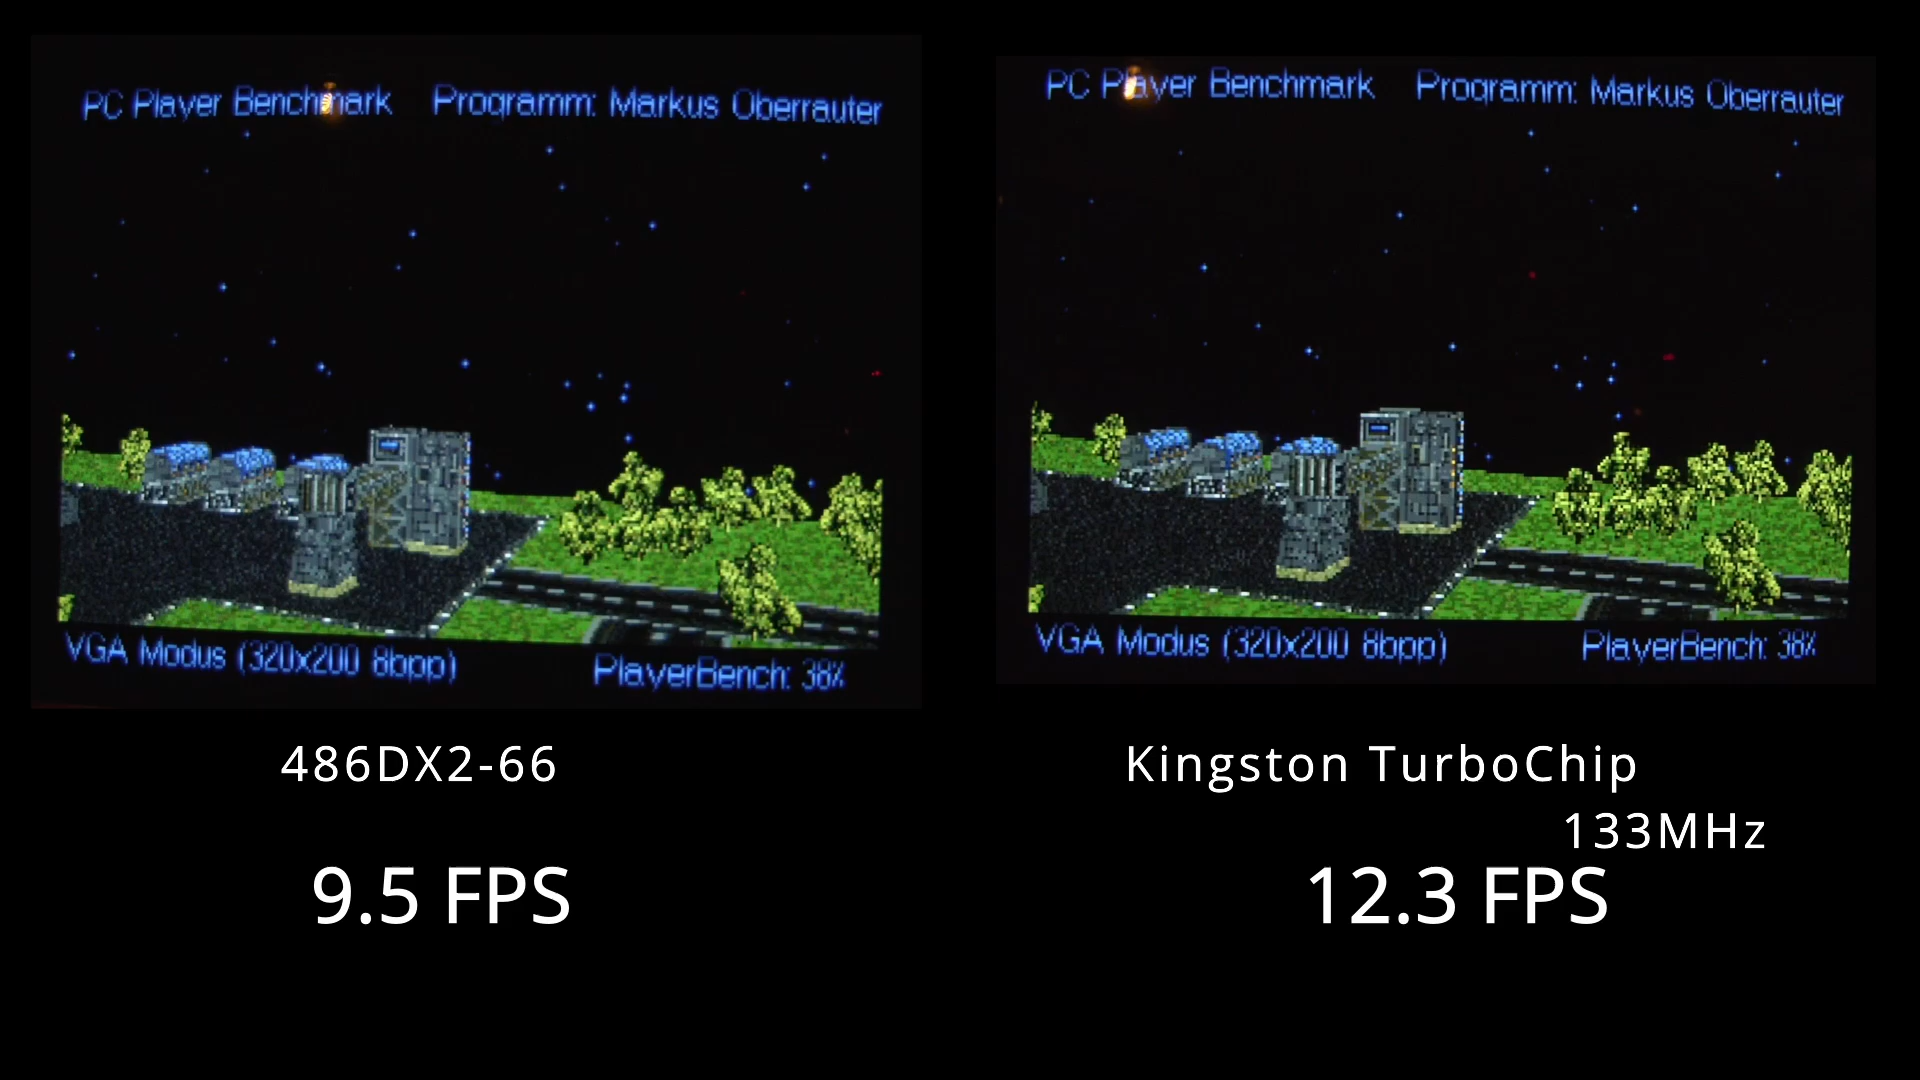 PC Player Benchmark Programm: Markus Oberrauter
VGA Modus (320x200 8bpp) PlayerBench: 38%
486DX2-66
9.5 FPS
PC Player Benchmark Programm: Markus Oberrauter
VGA Modus (320x200 8bpp) PlayerBench: 38%
Kingston TurboChip
133MHz
12.3 FPS